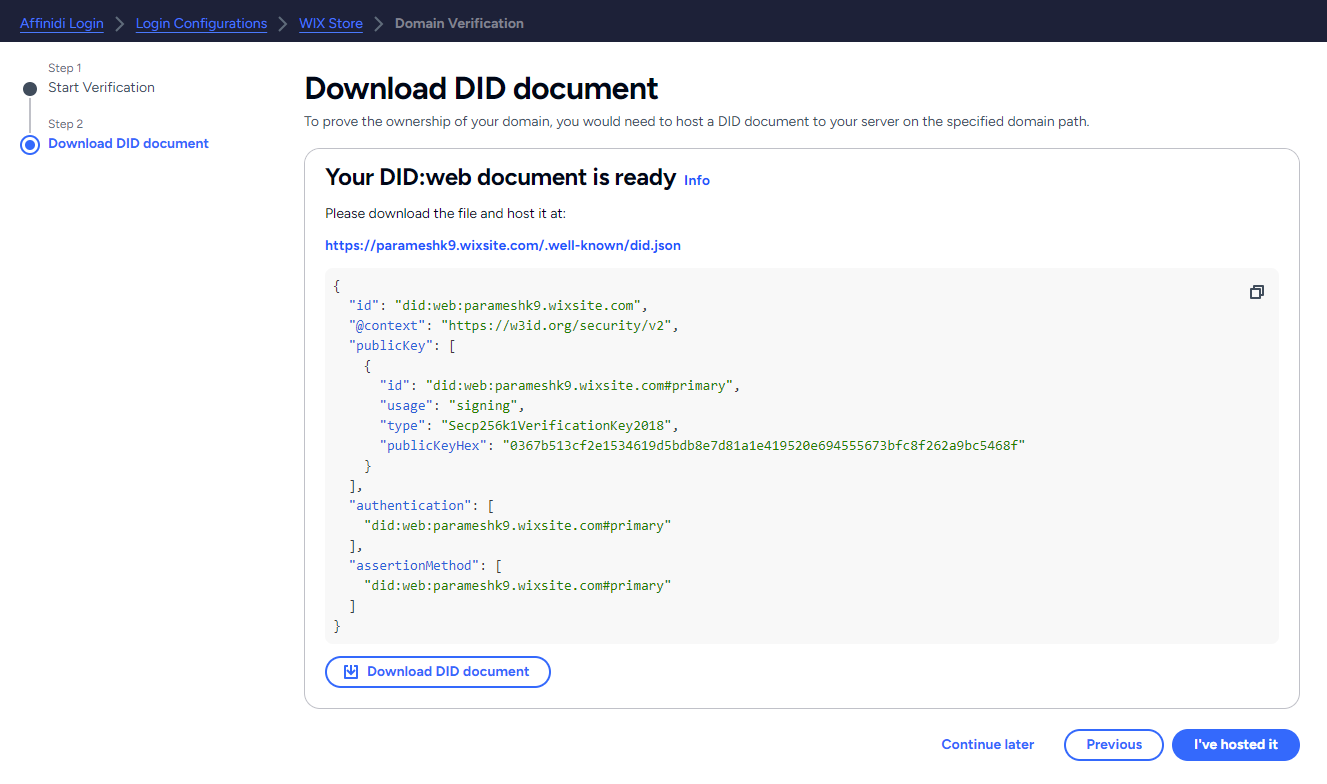 Affinidi Login > Login Configurations > WIX Store > Domain Verification
Step 1
Start Verification
Step 2
Download DID document
Download DID document
To prove the ownership of your domain, you would need to host a DID document to your server on the specified domain path.
Your DID:web document is ready Info
Please download the file and host it at:
https://parameshk9.wixsite.com/.well-known/did.json
{
  "id": "did:web:parameshk9.wixsite.com",
  "@context": "https://w3id.org/security/v2",
  "publicKey": [
    {
      "id": "did:web:parameshk9.wixsite.com#primary",
      "usage": "signing",
      "type": "Secp256k1VerificationKey2018",
      "publicKeyHex": "0367b513cf2e1534619d5bdb8e7d81a1e419520e694555673bfc8f262a9bc5468f"
    }
  ],
  "authentication": [
    "did:web:parameshk9.wixsite.com#primary"
  ],
  "assertionMethod": [
    "did:web:parameshk9.wixsite.com#primary"
  ]
}
Download DID document
Continue later
Previous
I've hosted it